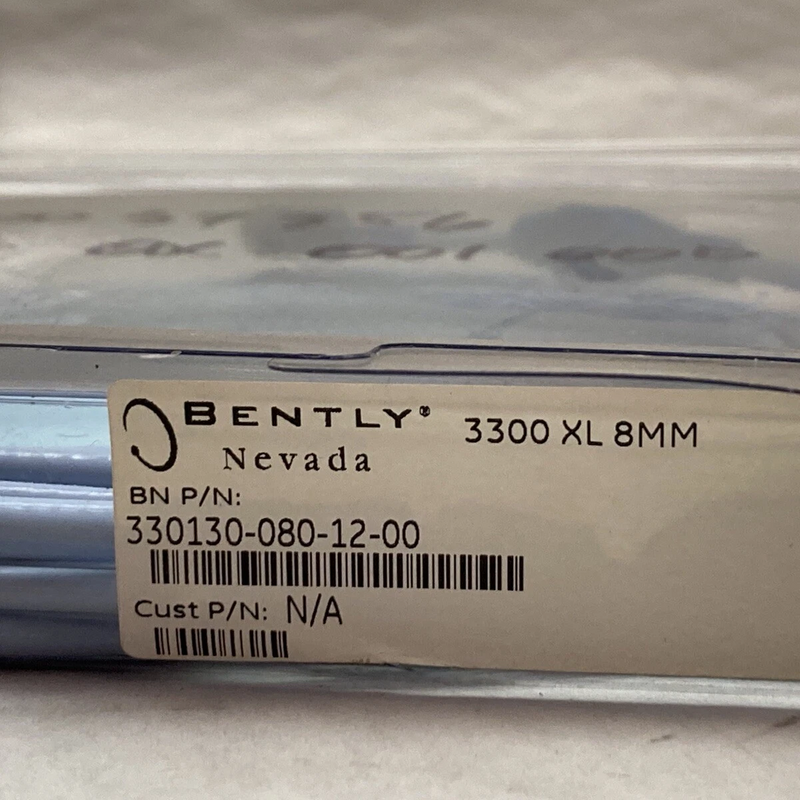 BENTLY® 3300 XL 8MM
Nevada
BN P/N:
330130-080-12-00
Cust P/N: N/A